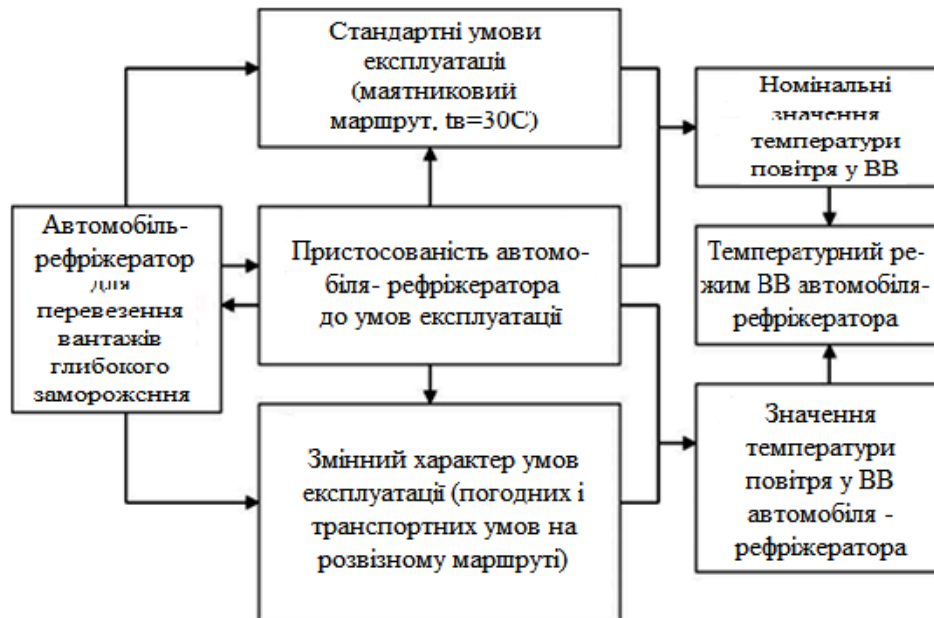 Стандартні умови
експлуатації
(маятниковий
маршрут, tв=30С)
Номінальні
значення
температури
повітря у ВВ
Автомобіль-
рефріжератор
для
перевезення
вантажів
глибокого
замороження
Пристосованість автомо-
біля- рефріжератора
до умов експлуатації
Температурний ре-
жим ВВ автомобіля-
рефріжератора
Змінний характер умов
експлуатації (погодних і
транспортних умов на
розвізному маршруті)
Значення
температури
повітря у ВВ
автомобіля -
рефріжератора